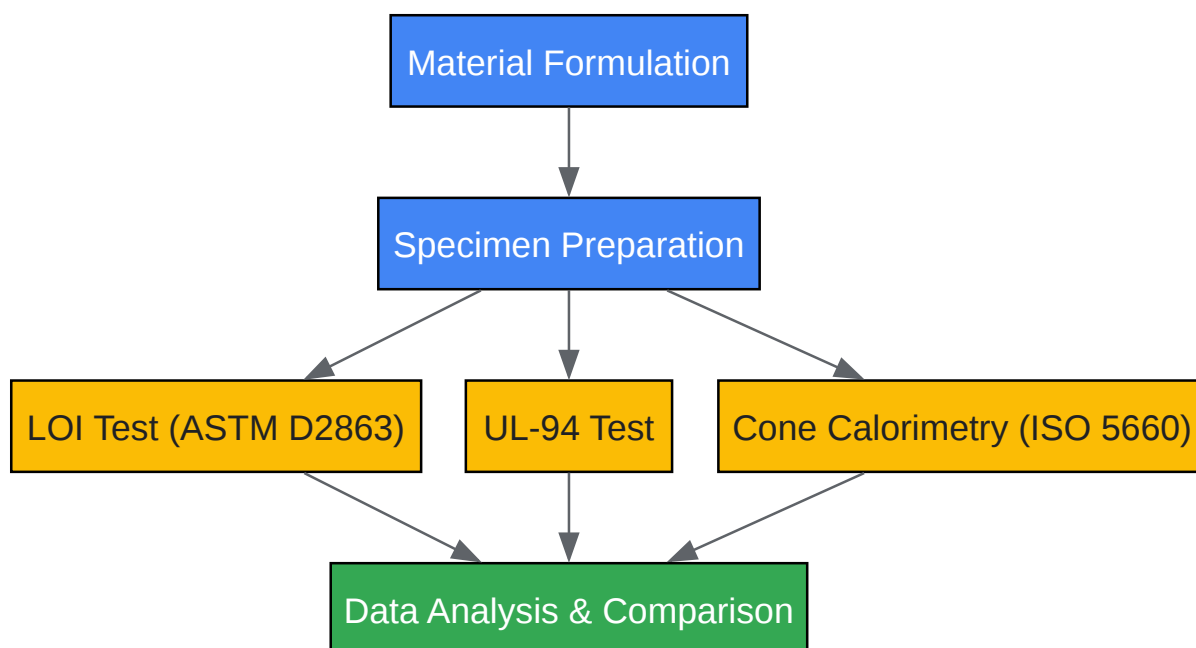 Material Formulation
Specimen Preparation
LOI Test (ASTM D2863)
UL-94 Test
Cone Calorimetry (ISO 5660)
Data Analysis & Comparison